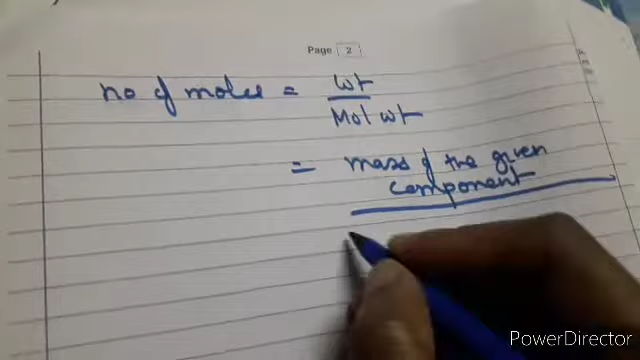 Page 2
no of moles = wt
Mol wt
= mass of the given
component
PowerDirector